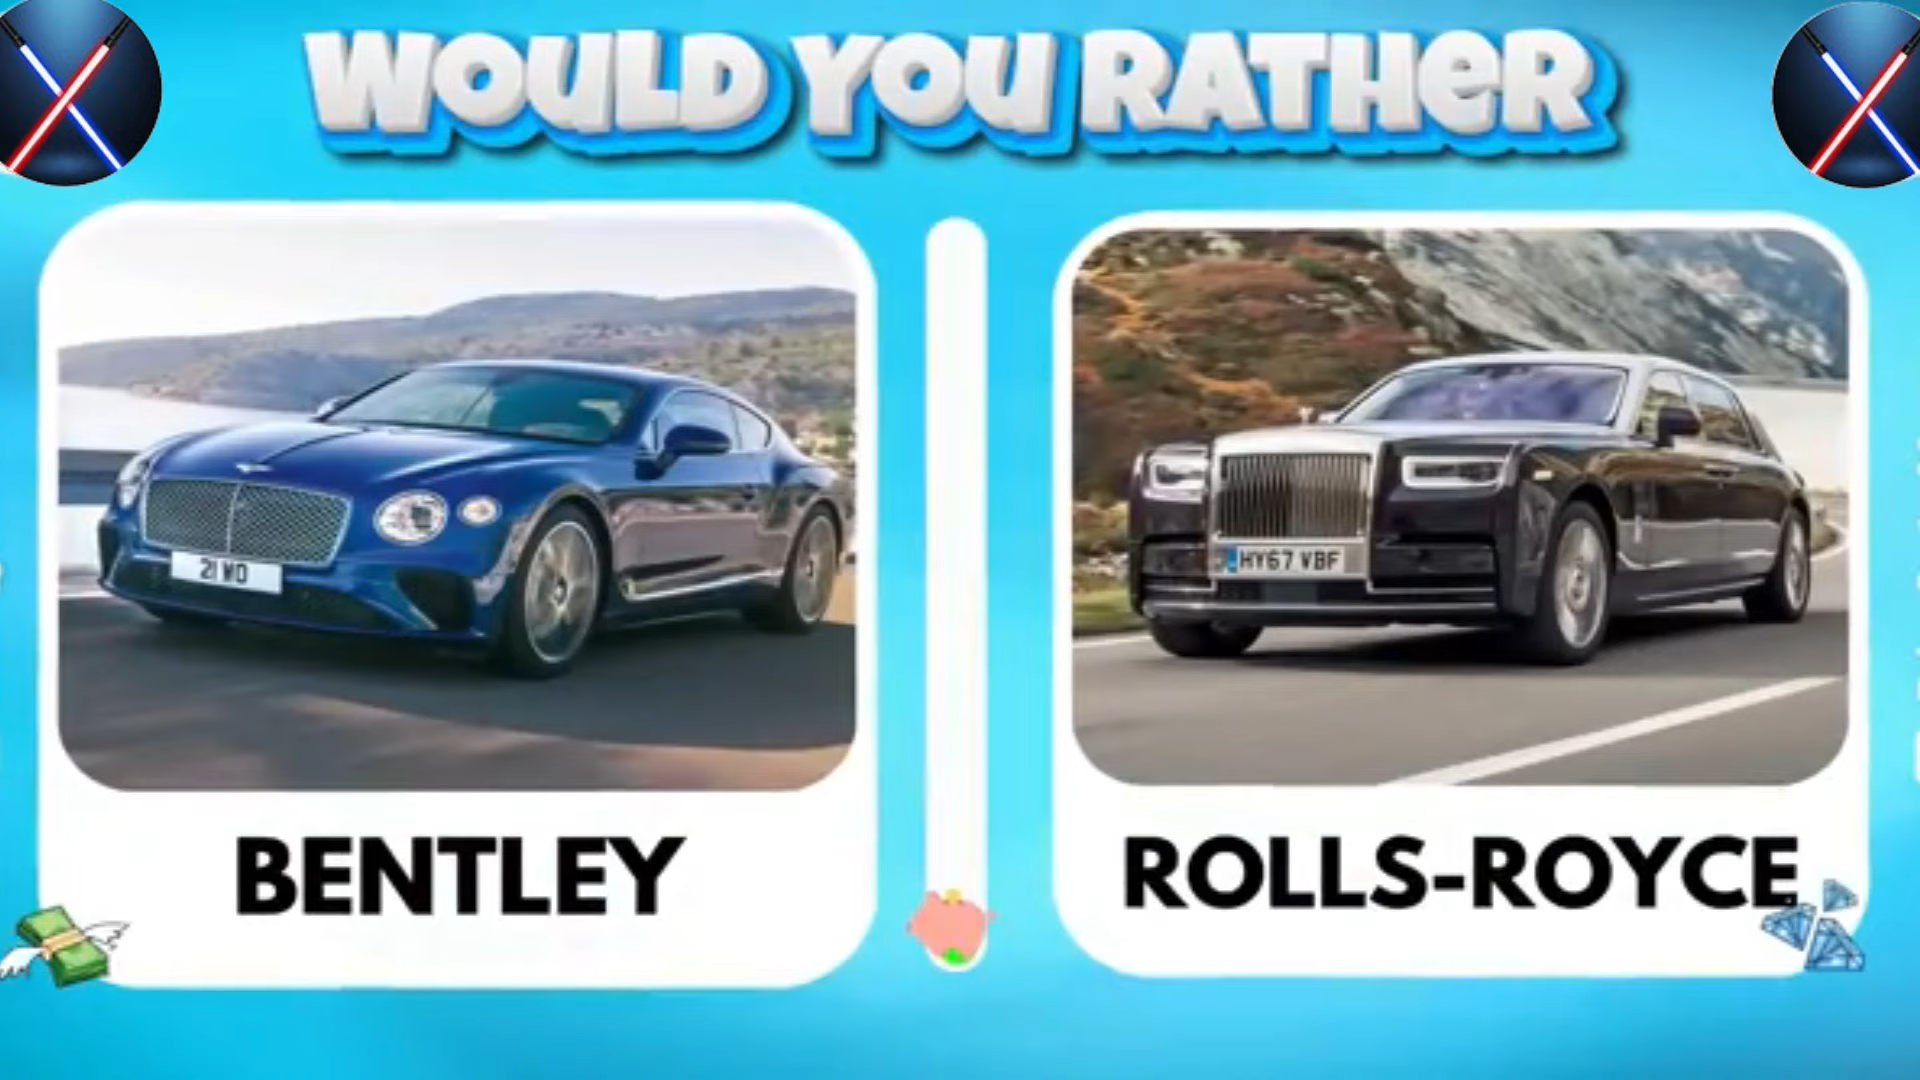 WOULD YOU RATHER
21 WO
HY67 VBF
BENTLEY
ROLLS-ROYCE